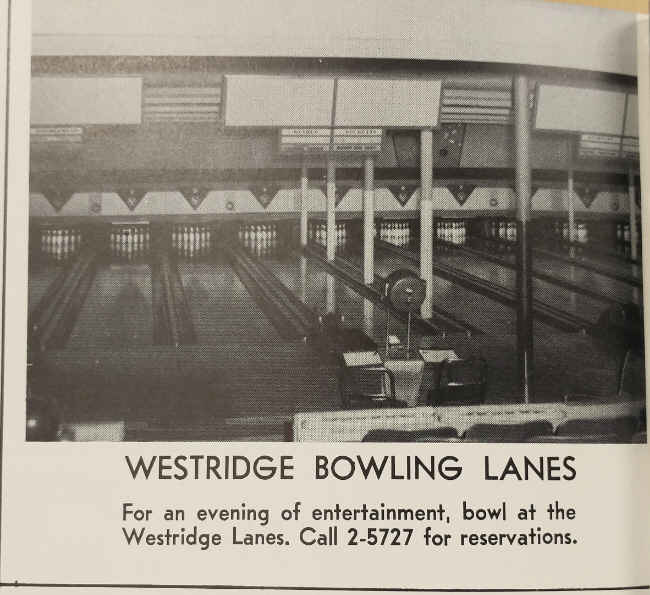 WESTRIDGE BOWLING LANES
For an evening of entertainment, bowl at the
Westridge Lanes. Call 2-5727 for reservations.